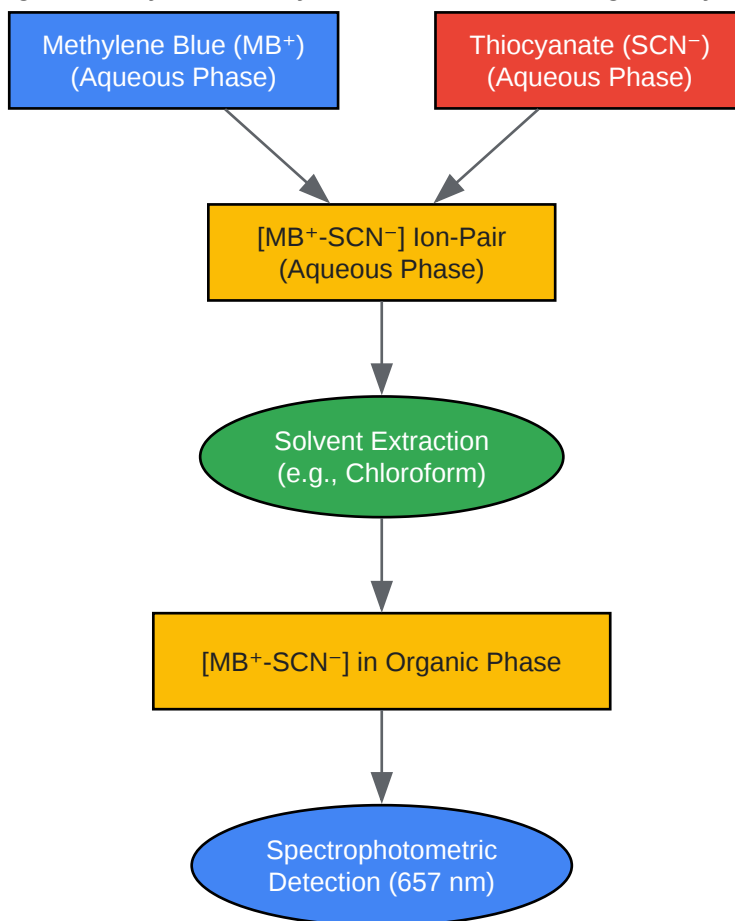 Methylene Blue (MB⁺)
(Aqueous Phase)
Thiocyanate (SCN⁻)
(Aqueous Phase)
[MB⁺-SCN⁻] Ion-Pair
(Aqueous Phase)
Solvent Extraction
(e.g., Chloroform)
[MB⁺-SCN⁻] in Organic Phase
Spectrophotometric
Detection (657 nm)